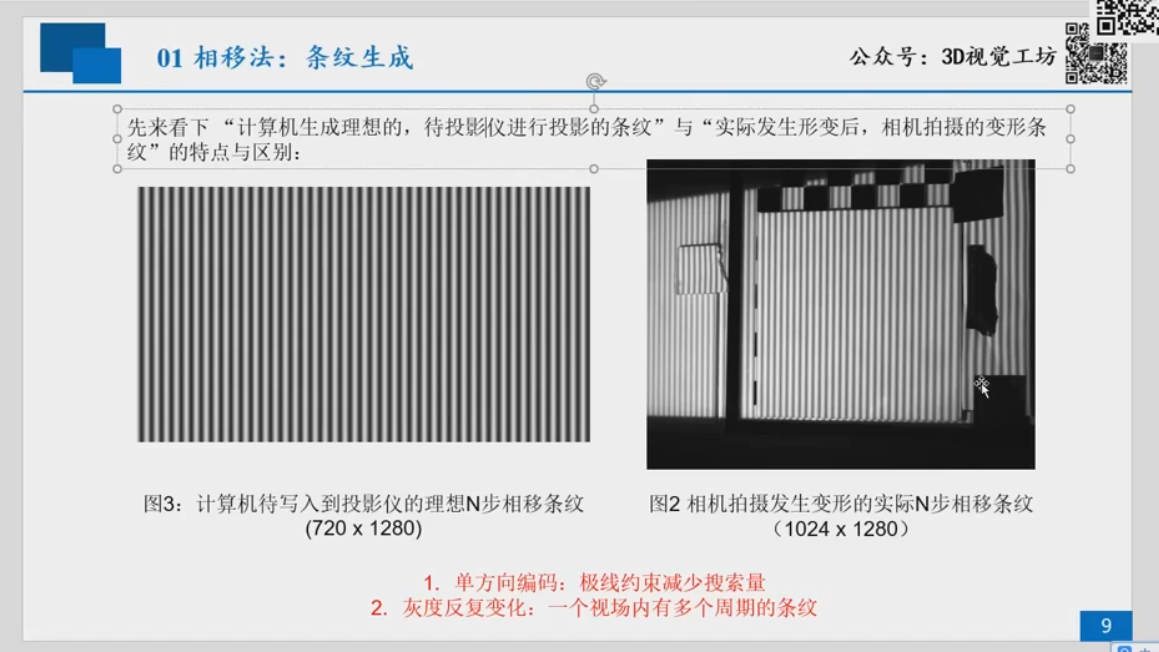 01 相移法：条纹生成
公众号：3D视觉工坊
先来看下 “计算机生成理想的，待投影仪进行投影的条纹”与“实际发生形变后，相机拍摄的变形条
纹”的特点与区别：
图3：计算机待写入到投影仪的理想N步相移条纹
(720 x 1280)
图2 相机拍摄发生变形的实际N步相移条纹
（1024 x 1280）
1. 单方向编码：极线约束减少搜索量
2. 灰度反复变化：一个视场内有多个周期的条纹
9